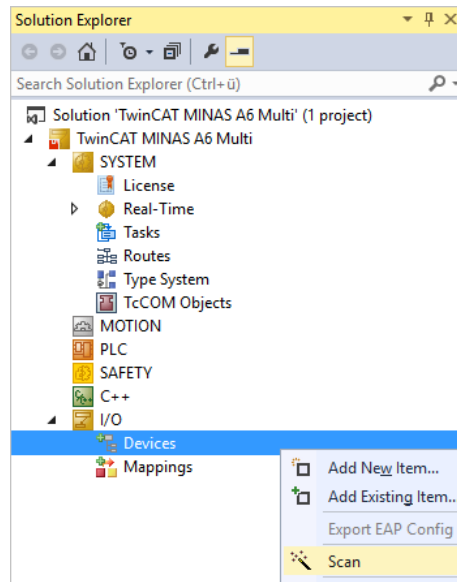 Solution Explorer
Search Solution Explorer (Ctrl+ü)
Solution 'TwinCAT MINAS A6 Multi' (1 project)
TwinCAT MINAS A6 Multi
SYSTEM
License
Real-Time
Tasks
Routes
Type System
TcCOM Objects
MOTION
PLC
SAFETY
C++
I/O
Devices
Mappings
Add New Item...
Add Existing Item...
Export EAP Config
Scan